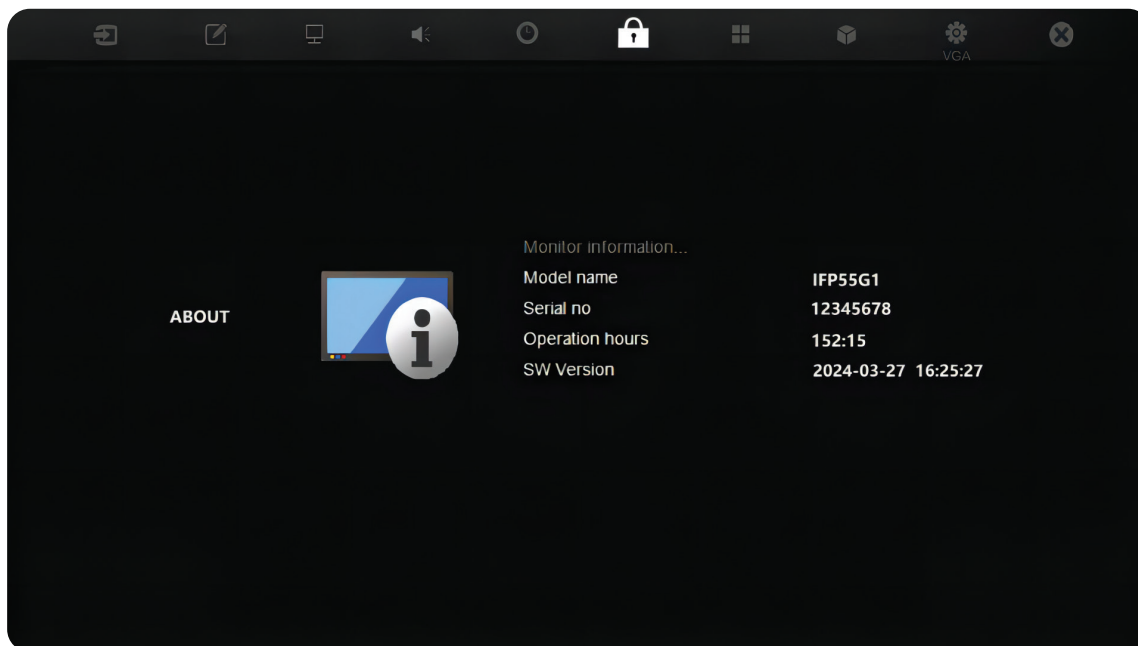 VGA
Monitor information...
Model name IFP55G1
Serial no 12345678
ABOUT
Operation hours 152:15
SW Version 2024-03-27 16:25:27